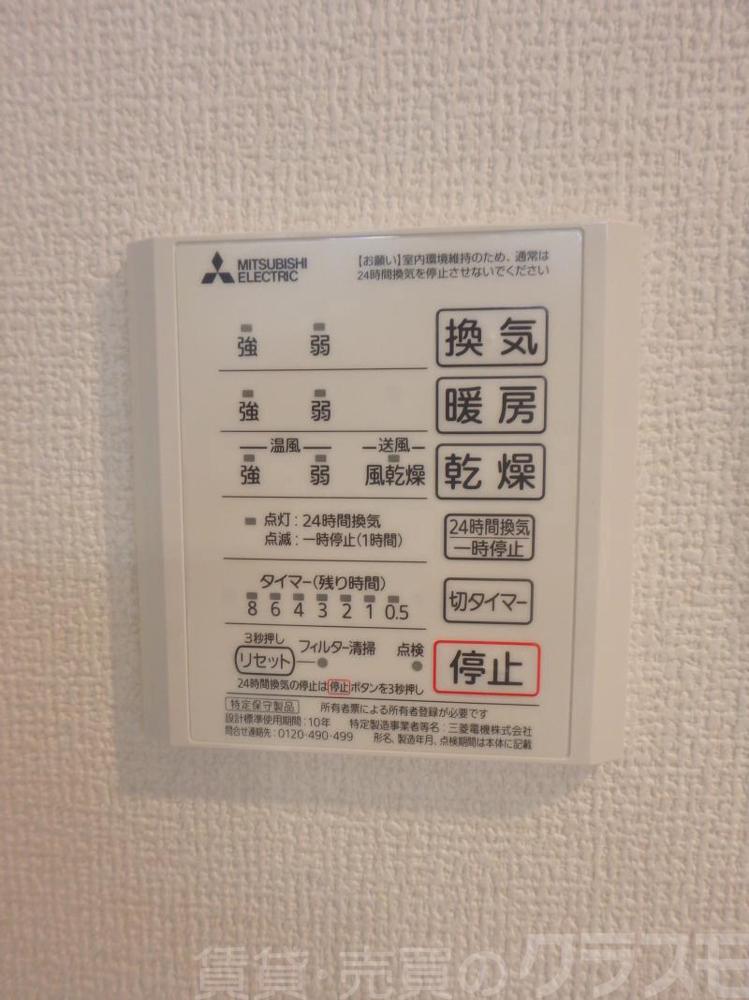 MITSUBISHI
ELECTRIC
【お願い】室内環境維持のため、通常は
24時間換気を停止させないでください
強 弱 換気
強 弱 暖房
温風 送風
強 弱 風乾燥 乾燥
点灯:24時間換気
点滅:一時停止(1時間)
24時間換気
一時停止
タイマー(残り時間)
8 6 4 3 2 1 0.5
切タイマー
3秒押し
リセット フィルター清掃 点検
停止
24時間換気の停止は停止ボタンを3秒押し
特定保守製品 所有者票による所有者登録が必要です
設計標準使用期間:10年 特定製造事業者等名:三菱電機株式会社
問合せ連絡先:0120-490-499 形名、製造年月、点検期間は本体に記載
賃貸・売買のクラスモ